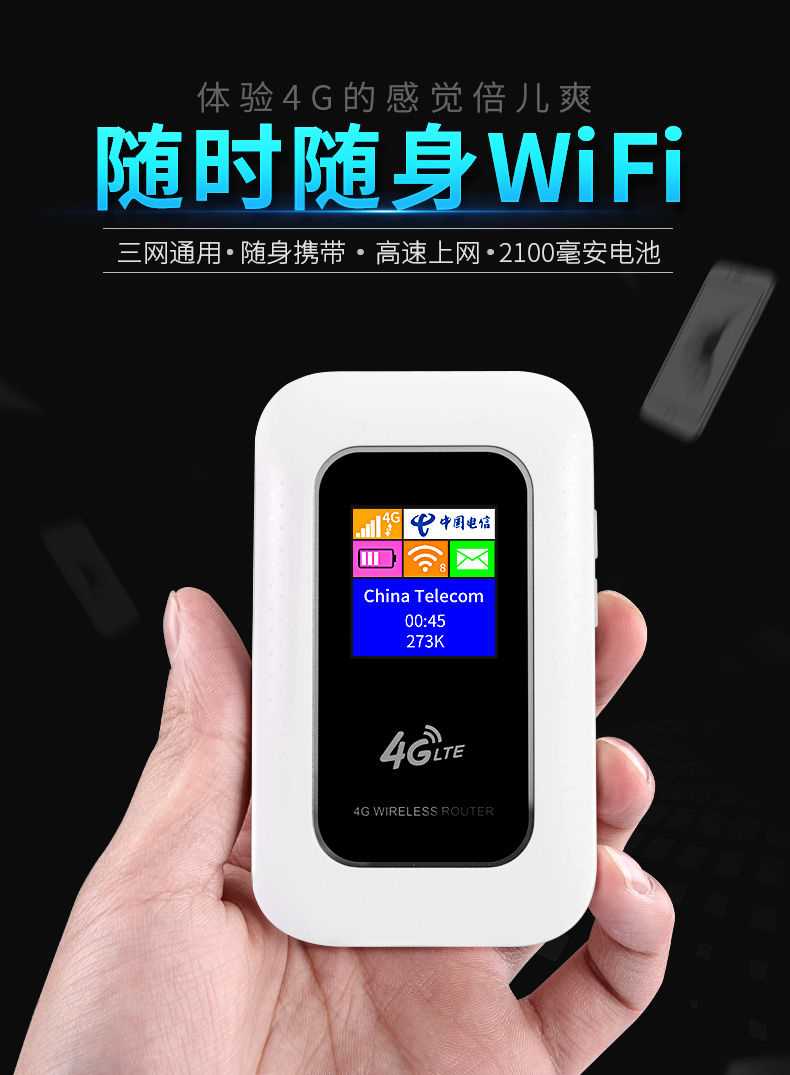 体验4G的感觉倍儿爽
随时随身WiFi
三网通用·随身携带·高速上网·2100毫安电池
4G 中国电信
8
China Telecom
00:45
273K
4G LTE
4G WIRELESS ROUTER